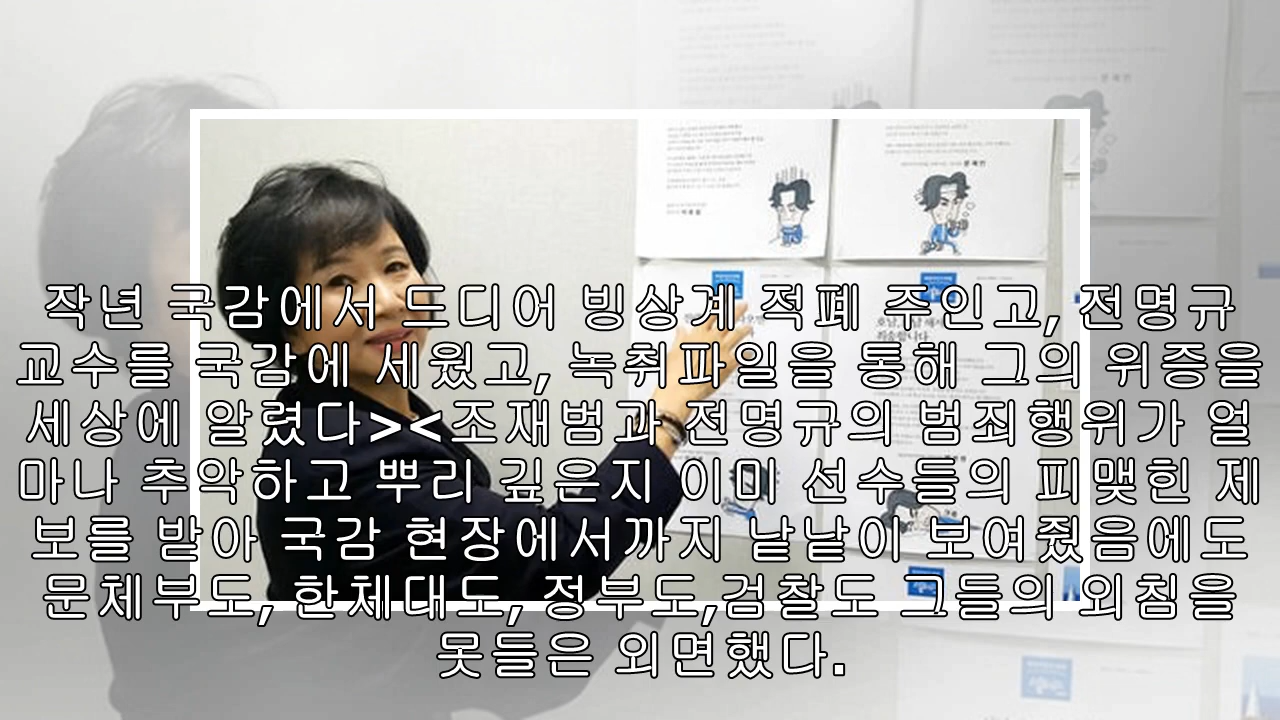 작년 국감에서 드디어 빙상계 적폐 주인고, 전명규
교수를 국감에 세웠고, 녹취파일을 통해 그의 위증을
세상에 알렸다><조재범과 전명규의 범죄행위가 얼
마나 추악하고 뿌리 깊은지 이미 선수들의 피맺힌 제
보를 받아 국감 현장에서까지 낱낱이 보여줬음에도
문체부도, 한체대도, 정부도,검찰도 그들의 외침을
못들은 외면했다.